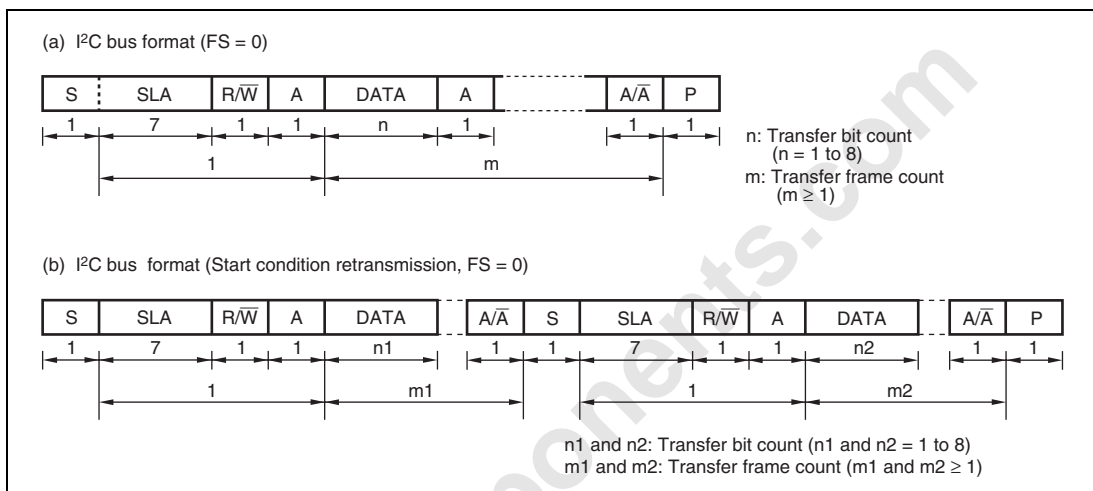 (a) I²C bus format (FS = 0)
S SLA R/W̅ A DATA A A/A̅ P
1 7 1 1 n 1 1 1
1 m
n: Transfer bit count
(n = 1 to 8)
m: Transfer frame count
(m ≥ 1)
(b) I²C bus format (Start condition retransmission, FS = 0)
S SLA R/W̅ A DATA A/A̅ S SLA R/W̅ A DATA A/A̅ P
1 7 1 1 n1 1 1 7 1 1 n2 1 1
1 m1 1 m2
n1 and n2: Transfer bit count (n1 and n2 = 1 to 8)
m1 and m2: Transfer frame count (m1 and m2 ≥ 1)
onents.com